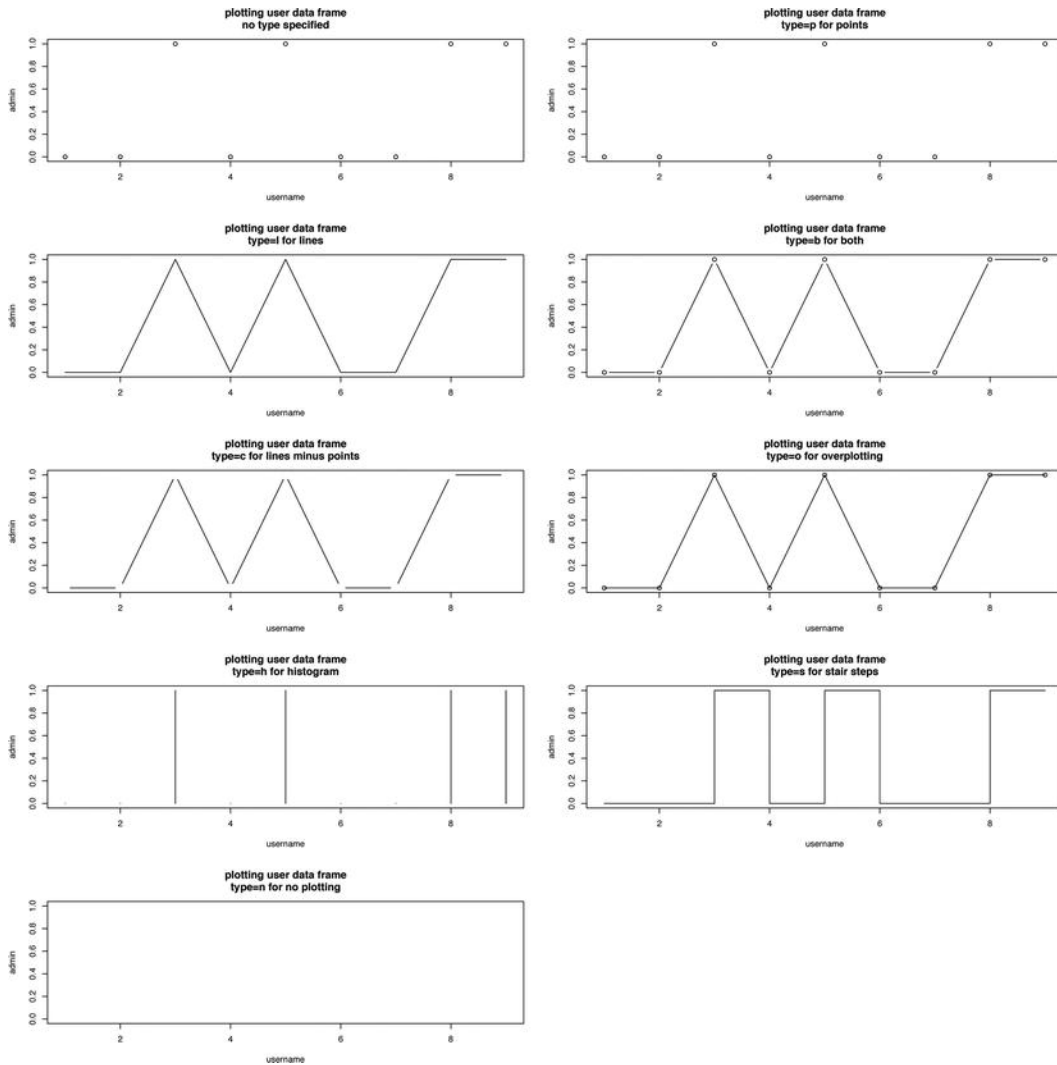 plotting user data frame
no type specified
admin
0.0 0.2 0.4 0.6 0.8 1.0
2 4 6 8
username
plotting user data frame
type=p for points
admin
0.0 0.2 0.4 0.6 0.8 1.0
2 4 6 8
username
plotting user data frame
type=l for lines
admin
0.0 0.2 0.4 0.6 0.8 1.0
2 4 6 8
username
plotting user data frame
type=b for both
admin
0.0 0.2 0.4 0.6 0.8 1.0
2 4 6 8
username
plotting user data frame
type=c for lines minus points
admin
0.0 0.2 0.4 0.6 0.8 1.0
2 4 6 8
username
plotting user data frame
type=o for overplotting
admin
0.0 0.2 0.4 0.6 0.8 1.0
2 4 6 8
username
plotting user data frame
type=h for histogram
admin
0.0 0.2 0.4 0.6 0.8 1.0
2 4 6 8
username
plotting user data frame
type=s for stair steps
admin
0.0 0.2 0.4 0.6 0.8 1.0
2 4 6 8
username
plotting user data frame
type=n for no plotting
admin
0.0 0.2 0.4 0.6 0.8 1.0
2 4 6 8
username